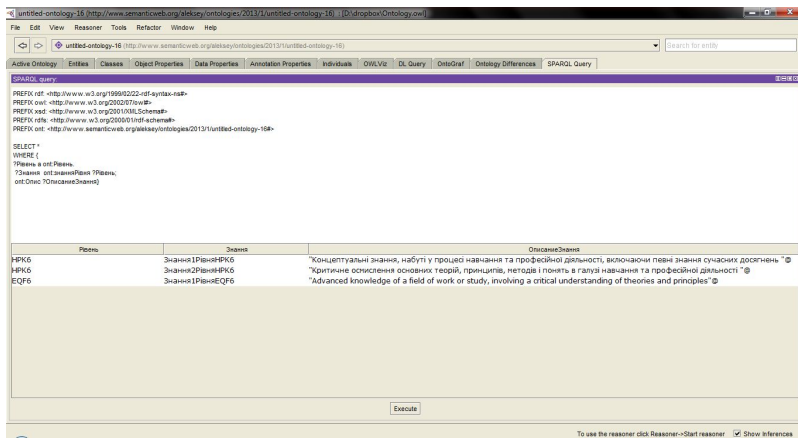 untitled-ontology-16 (http://www.semanticweb.org/aleksey/ontologies/2013/1/untitled-ontology-16) : [D:\dropbox\Ontology.owl]
File Edit View Reasoner Tools Refactor Window Help
untitled-ontology-16 (http://www.semanticweb.org/aleksey/ontologies/2013/1/untitled-ontology-16) Search for entity
Active Ontology Entities Classes Object Properties Data Properties Annotation Properties Individuals OWLViz DL Query OntoGraf Ontology Differences SPARQL Query
SPARQL query:
PREFIX rdf: <http://www.w3.org/1999/02/22-rdf-syntax-ns#>
PREFIX owl: <http://www.w3.org/2002/07/owl#>
PREFIX xsd: <http://www.w3.org/2001/XMLSchema#>
PREFIX rdfs: <http://www.w3.org/2000/01/rdf-schema#>
PREFIX ont: <http://www.semanticweb.org/aleksey/ontologies/2013/1/untitled-ontology-16#>
SELECT *
WHERE {
?Рівень a ont:Рівень.
?Знання ont:знанняРівня ?Рівень;
ont:Опис ?ОписаниеЗнання}
Рівень Знання ОписаниеЗнання
НРК6 Знання1РівняНРК6 "Концептуальні знання, набуті у процесі навчання та професійної діяльності, включаючи певні знання сучасних досягнень "@
НРК6 Знання2РівняНРК6 "Критичне осмислення основних теорій, принципів, методів і понять в галузі навчання та професійної діяльності "@
EQF6 Знання1РівняEQF6 "Advanced knowledge of a field of work or study, involving a critical understanding of theories and principles"@
Execute
To use the reasoner click Reasoner->Start reasoner Show Inferences